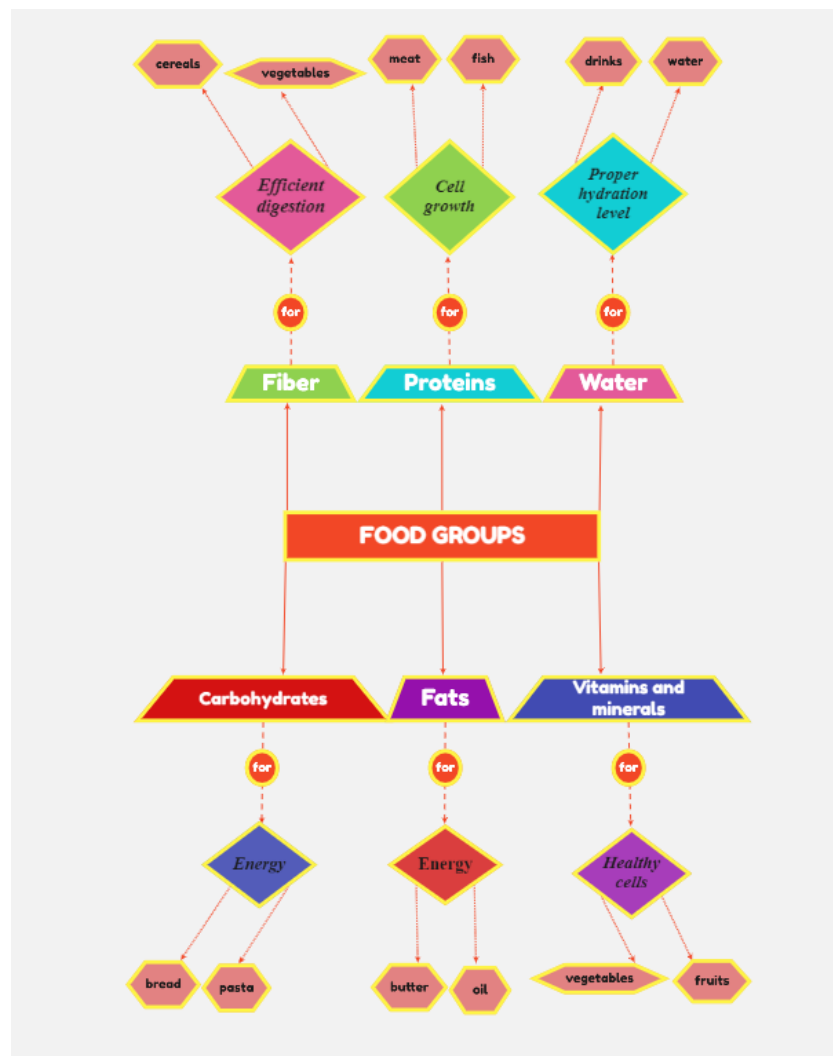 cereals
vegetables
meat
fish
drinks
water
Efficient
digestion
Cell
growth
Proper
hydration
level
for
for
for
Fiber
Proteins
Water
FOOD GROUPS
Carbohydrates
Fats
Vitamins and
minerals
for
for
for
Energy
Energy
Healthy
cells
bread
pasta
butter
oil
vegetables
fruits